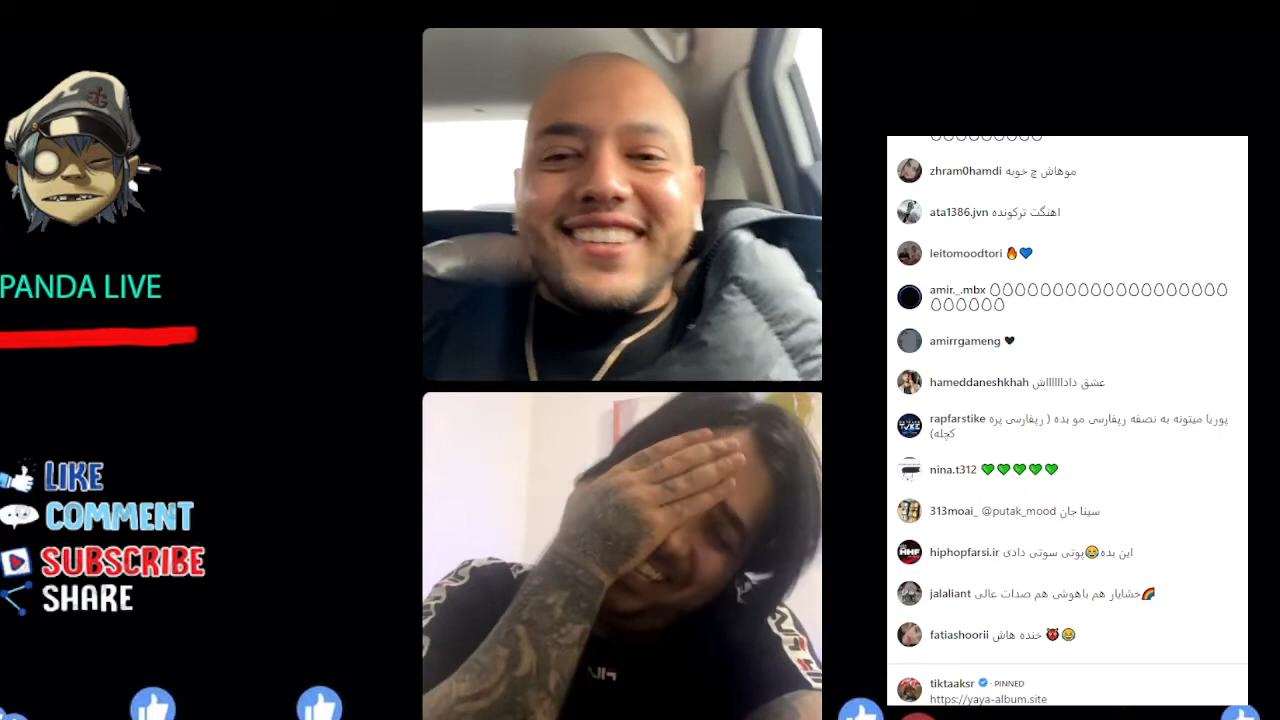 PANDA LIVE
LIKE
COMMENT
SUBSCRIBE
SHARE
zhram0hamdi موهاش چ خوبه
ata1386.jvn اهنگت ترکونده
leitomoodtori 🔥💙
amir._.mbx
amirrgameng 🖤
hameddaneshkhah عشق داداااااااش
rapfarstike پوریا میتونه به نصفه ریفارسی مو بده ( ریفارسی پره
کچله)
nina.t312 💚💚💚💚💚
313moai_ @putak_mood سینا جان
hiphopfarsi.ir این بده😂پوتی سوتی دادی
jalaliant خشایار هم باهوشی هم صدات عالی🌈
fatiashoorii خنده هاش 👹😂
tiktaaksr · PINNED
https://yaya-album.site